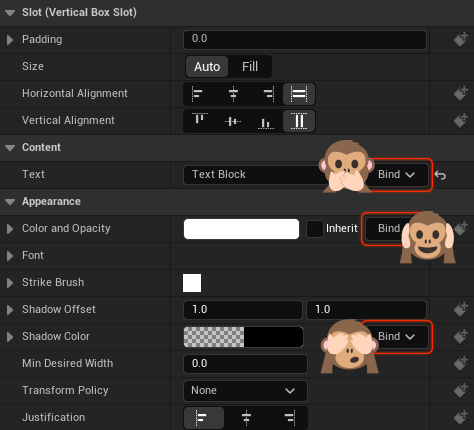 Slot (Vertical Box Slot)
Padding 0.0
Size Auto Fill
Horizontal Alignment
Vertical Alignment
Content
Text Text Block Bind
Appearance
Color and Opacity Inherit Bind
Font
Strike Brush
Shadow Offset 1.0 1.0
Shadow Color Bind
Min Desired Width 0.0
Transform Policy None
Justification